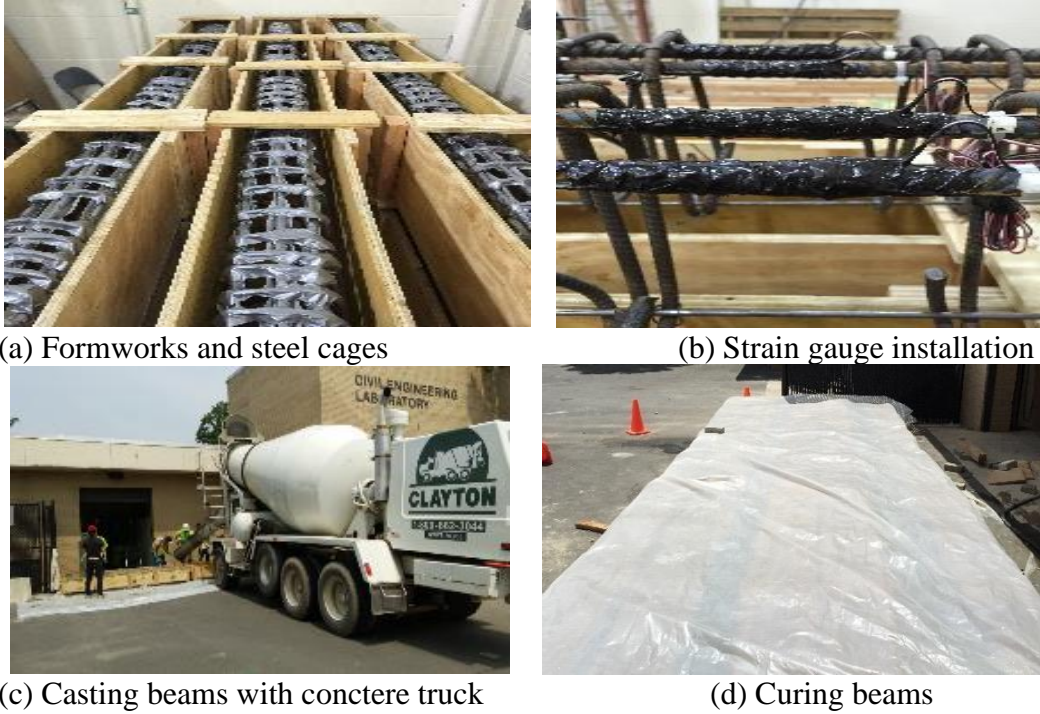 (a) Formworks and steel cages
(b) Strain gauge installation
CIVIL ENGINEERING
LABORATORY
CLAYTON
(c) Casting beams with conctere truck
(d) Curing beams